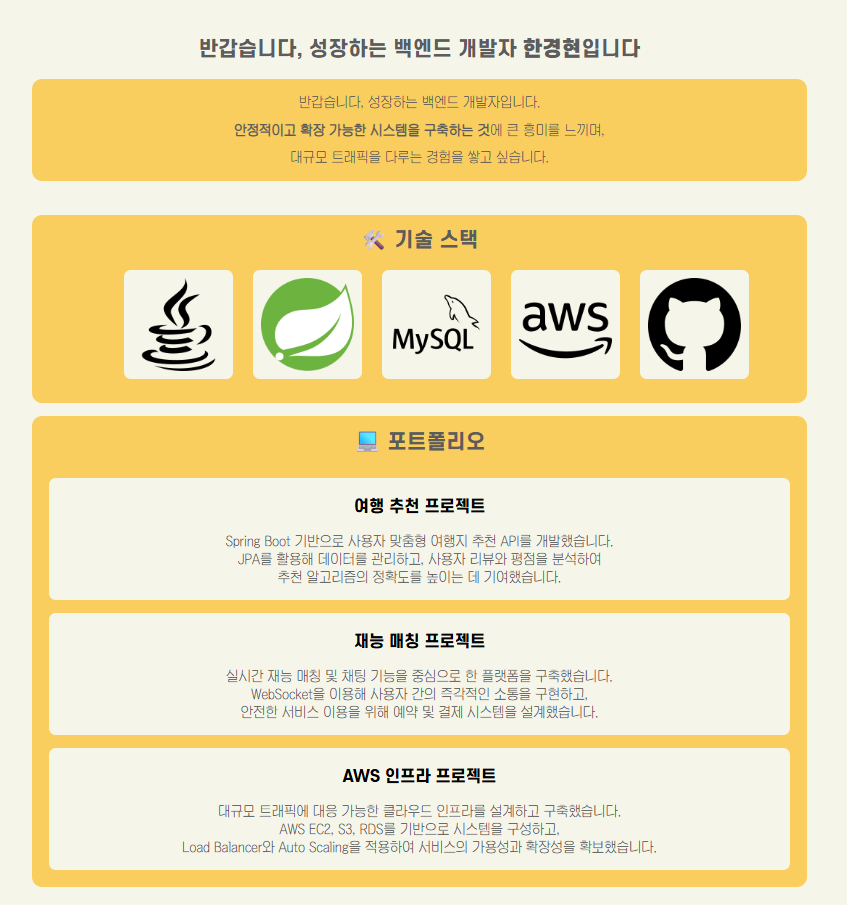 반갑습니다, 성장하는 백엔드 개발자 한경현입니다
반갑습니다, 성장하는 백엔드 개발자입니다.
안정적이고 확장 가능한 시스템을 구축하는 것에 큰 흥미를 느끼며,
대규모 트래픽을 다루는 경험을 쌓고 싶습니다.
🛠️ 기술 스택
MySQL
aws
💻 포트폴리오
여행 추천 프로젝트
Spring Boot 기반으로 사용자 맞춤형 여행지 추천 API를 개발했습니다.
JPA를 활용해 데이터를 관리하고, 사용자 리뷰와 평점을 분석하여
추천 알고리즘의 정확도를 높이는 데 기여했습니다.
재능 매칭 프로젝트
실시간 재능 매칭 및 채팅 기능을 중심으로 한 플랫폼을 구축했습니다.
WebSocket을 이용해 사용자 간의 즉각적인 소통을 구현하고,
안전한 서비스 이용을 위해 예약 및 결제 시스템을 설계했습니다.
AWS 인프라 프로젝트
대규모 트래픽에 대응 가능한 클라우드 인프라를 설계하고 구축했습니다.
AWS EC2, S3, RDS를 기반으로 시스템을 구성하고,
Load Balancer와 Auto Scaling을 적용하여 서비스의 가용성과 확장성을 확보했습니다.